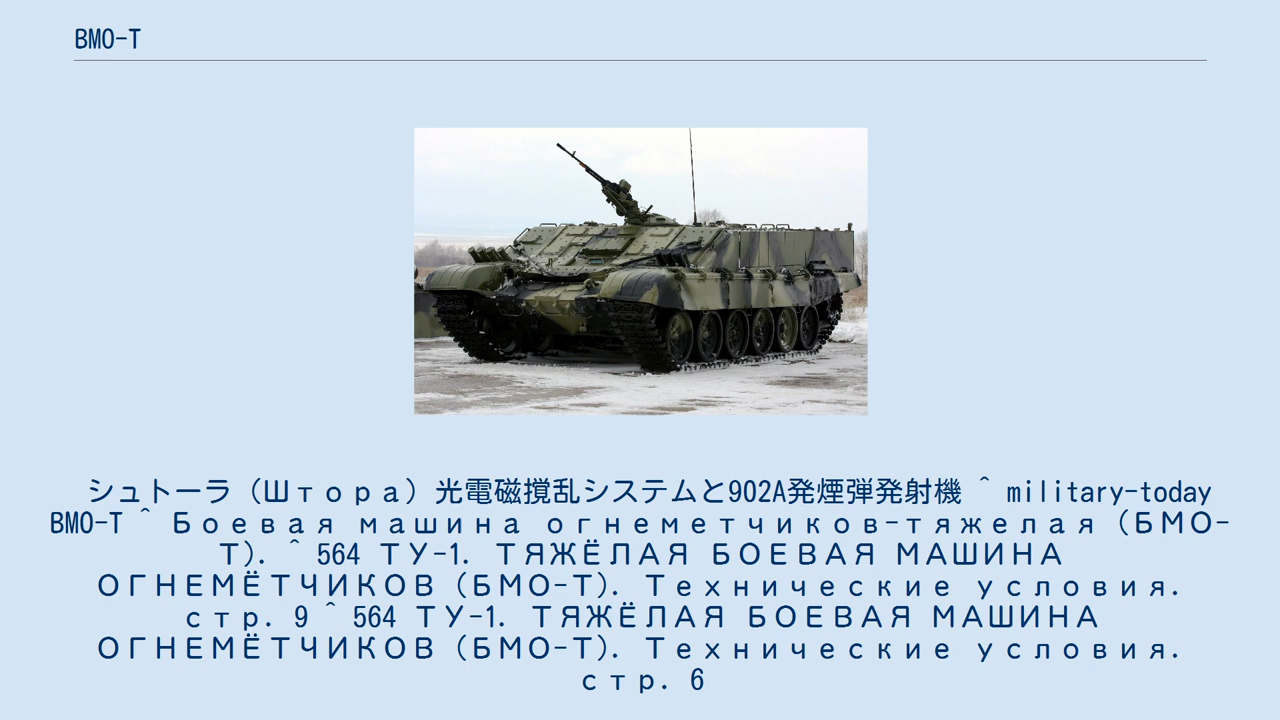 BMO-T
シュトーラ（Штора）光電磁撹乱システムと902A発煙弾発射機 ^ military-today
BMO-T ^ Боевая машина огнеметчиков-тяжелая (БМО-
Т). ^ 564 ТУ-1. ТЯЖЁЛАЯ БОЕВАЯ МАШИНА
ОГНЕМЁТЧИКОВ (БМО-Т). Технические условия.
стр. 9 ^ 564 ТУ-1. ТЯЖЁЛАЯ БОЕВАЯ МАШИНА
ОГНЕМЁТЧИКОВ (БМО-Т). Технические условия.
стр. 6